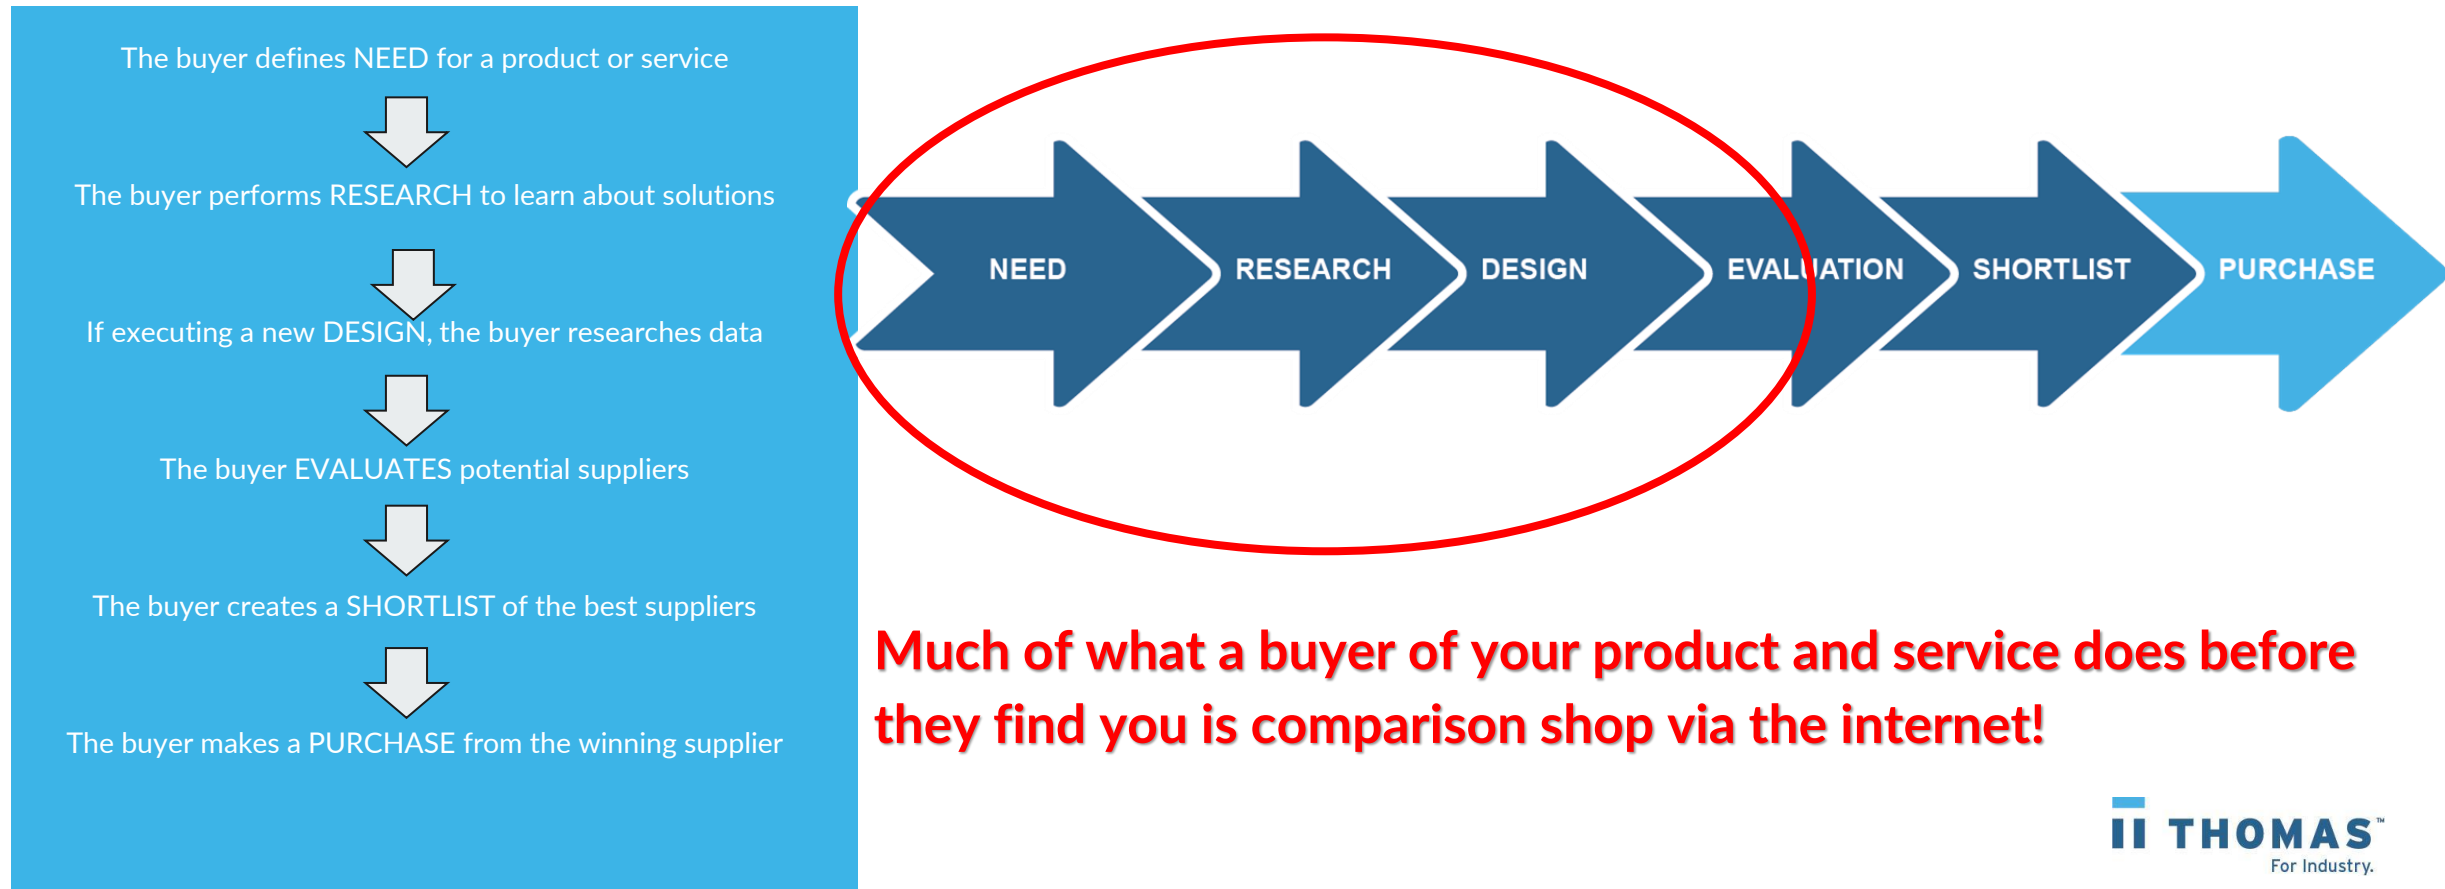 The buyer defines NEED for a product or service
The buyer performs RESEARCH to learn about solutions
If executing a new DESIGN, the buyer researches data
The buyer EVALUATES potential suppliers
The buyer creates a SHORTLIST of the best suppliers
The buyer makes a PURCHASE from the winning supplier
NEED
RESEARCH
DESIGN
EVALUATION
SHORTLIST
PURCHASE
Much of what a buyer of your product and service does before
they find you is comparison shop via the internet!
THOMAS™
For Industry.